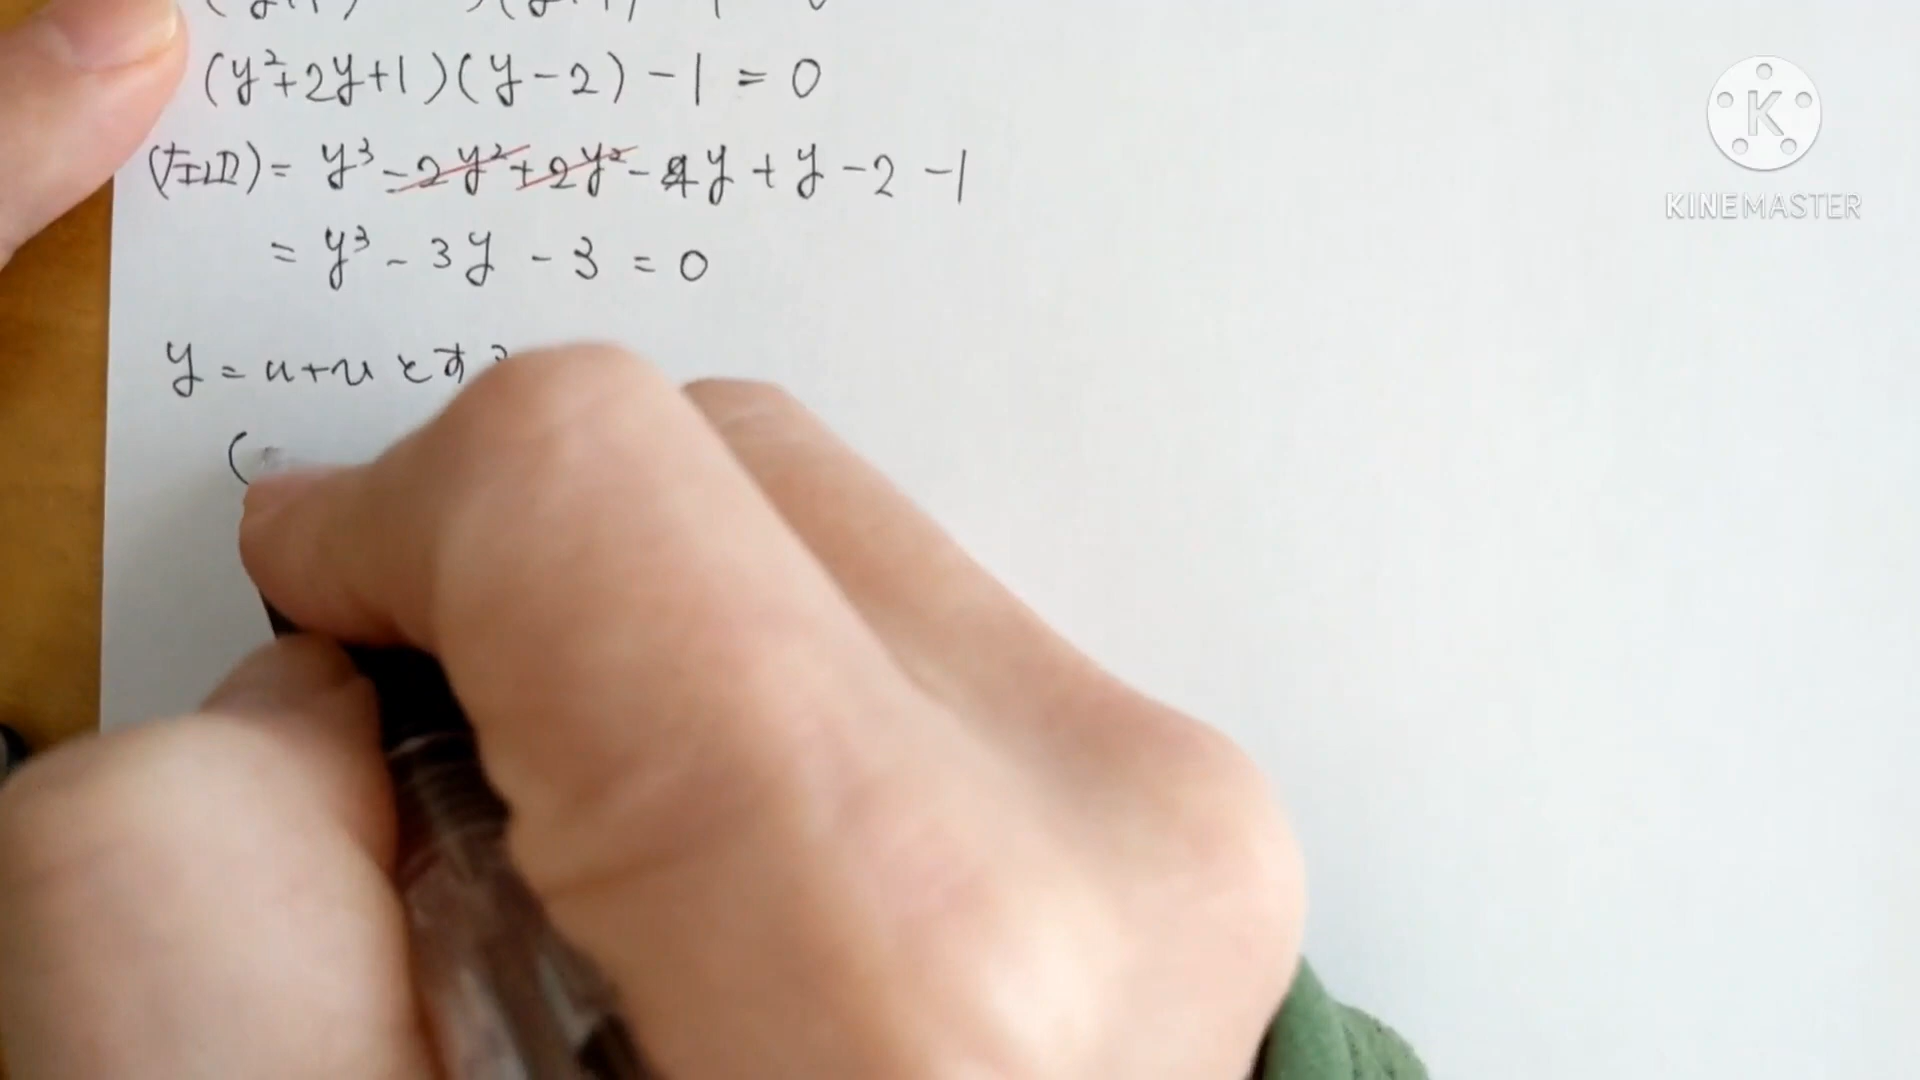 (y²+2y+1)(y-2)-1=0
(左辺)= y³-2y²+2y²-4y+y-2-1
= y³-3y-3=0
y=u+v とする
(
K
KINEMASTER